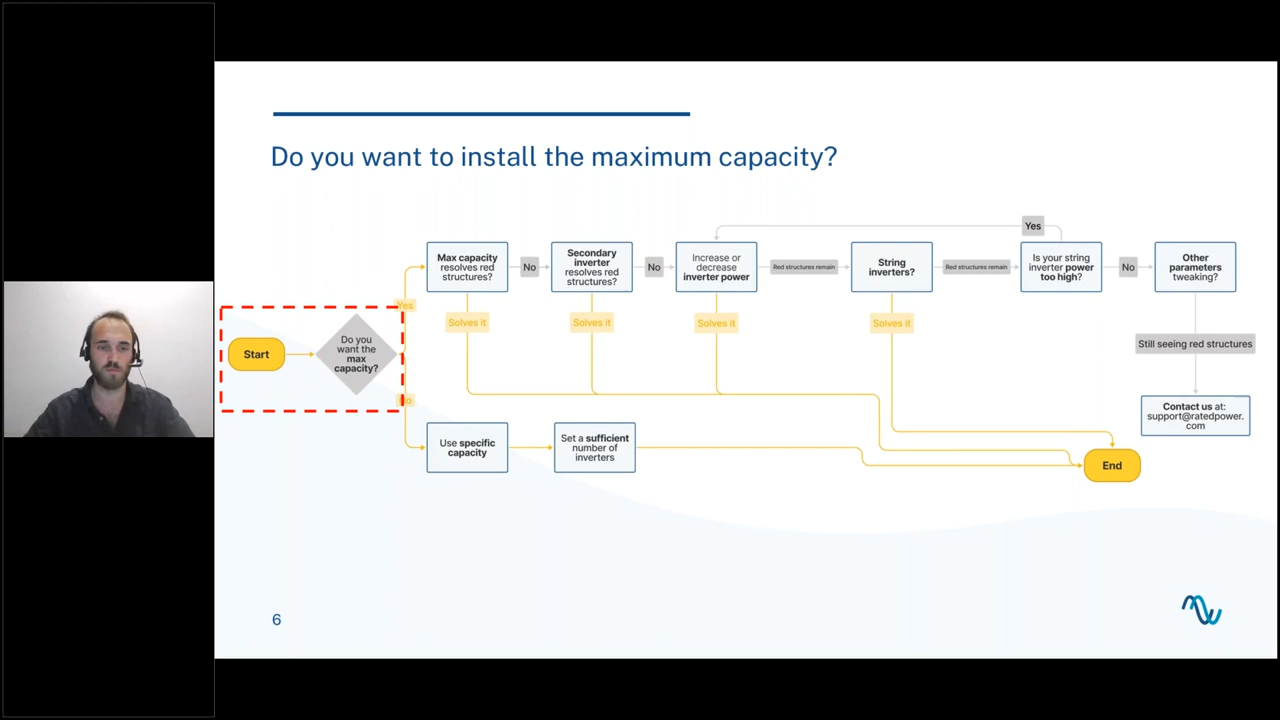 Do you want to install the maximum capacity?
Yes
Max capacity
resolves red
structures?
No
Secondary
inverter
resolves red
structures?
No
Increase or
decrease
inverter power
Red structures remain
String
inverters?
Red structures remain
Is your string
inverter power
too high?
No
Other
parameters
tweaking?
Yes
Solves it
Solves it
Solves it
Solves it
Start
Do you
want the
max
capacity?
Still seeing red structures
No
Use specific
capacity
Set a sufficient
number of
inverters
Contact us at:
support@ratedpower.
com
End
6